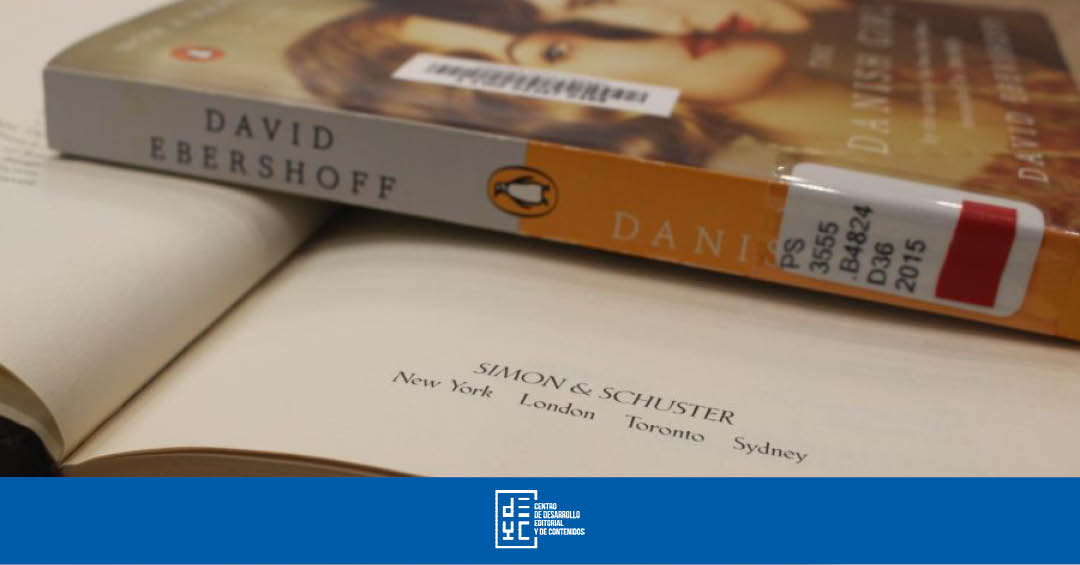 DAVID
EBERSHOFF
DANIS
PS
3555
.B4824
D36
2015
THE
DANISH GIRL
DAVID EBERSHOFF
SIMON & SCHUSTER
New York London Toronto Sydney
DEYC
CENTRO
DE DESARROLLO
EDITORIAL
Y DE CONTENIDOS